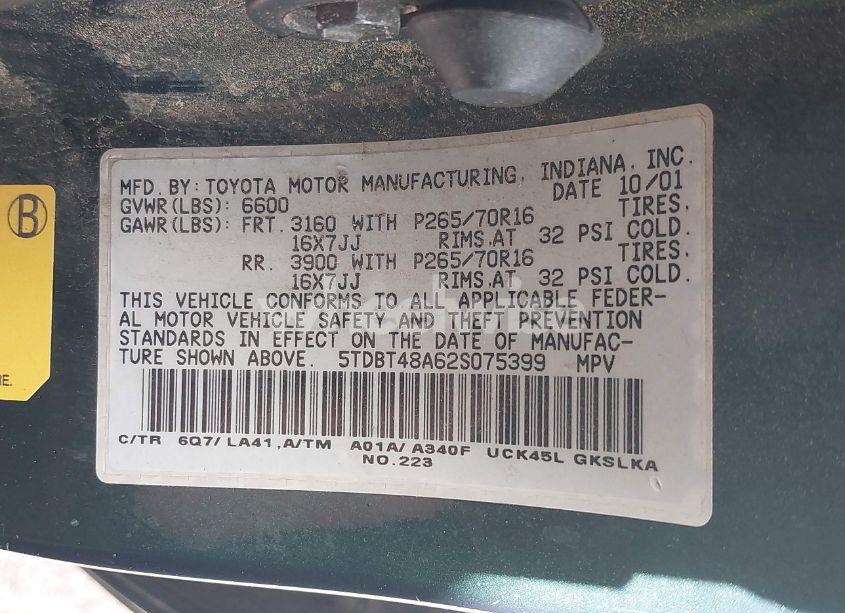 MFD. BY: TOYOTA MOTOR MANUFACTURING, INDIANA, INC.
DATE 10/01
GVWR(LBS): 6600
GAWR(LBS): FRT. 3160 WITH P265/70R16 TIRES,
16X7JJ RIMS,AT 32 PSI COLD.
RR. 3900 WITH P265/70R16 TIRES,
16X7JJ RIMS,AT 32 PSI COLD.
THIS VEHICLE CONFORMS TO ALL APPLICABLE FEDER-
AL MOTOR VEHICLE SAFETY AND THEFT PREVENTION
STANDARDS IN EFFECT ON THE DATE OF MANUFAC-
TURE SHOWN ABOVE. 5TDBT48A62S075399 MPV
C/TR 6Q7/ LA41 ,A/TM A01A/ A340F UCK45L GKSLKA
NO.223
B